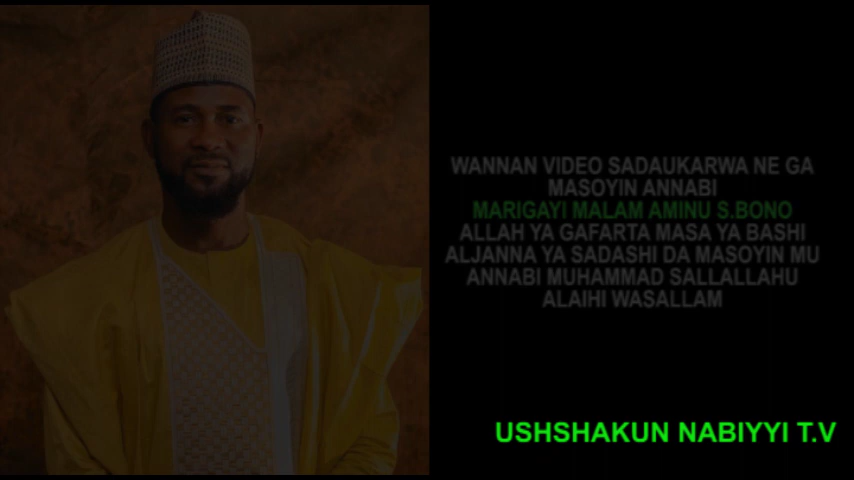 WANNAN VIDEO SADAUKARWA NE GA
MASOYIN ANNABI
MARIGAYI MALAM AMINU S.BONO
ALLAH YA GAFARTA MASA YA BASHI
ALJANNA YA SADASHI DA MASOYIN MU
ANNABI MUHAMMAD SALLALLAHU
ALAIHI WASALLAM
USHSHAKUN NABIYYI T.V